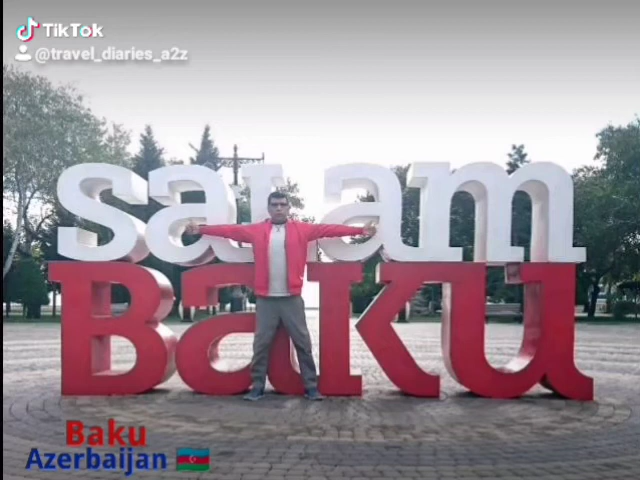 TikTok
@travel_diaries_a2z
salam
BAKU
Baku
Azerbaijan